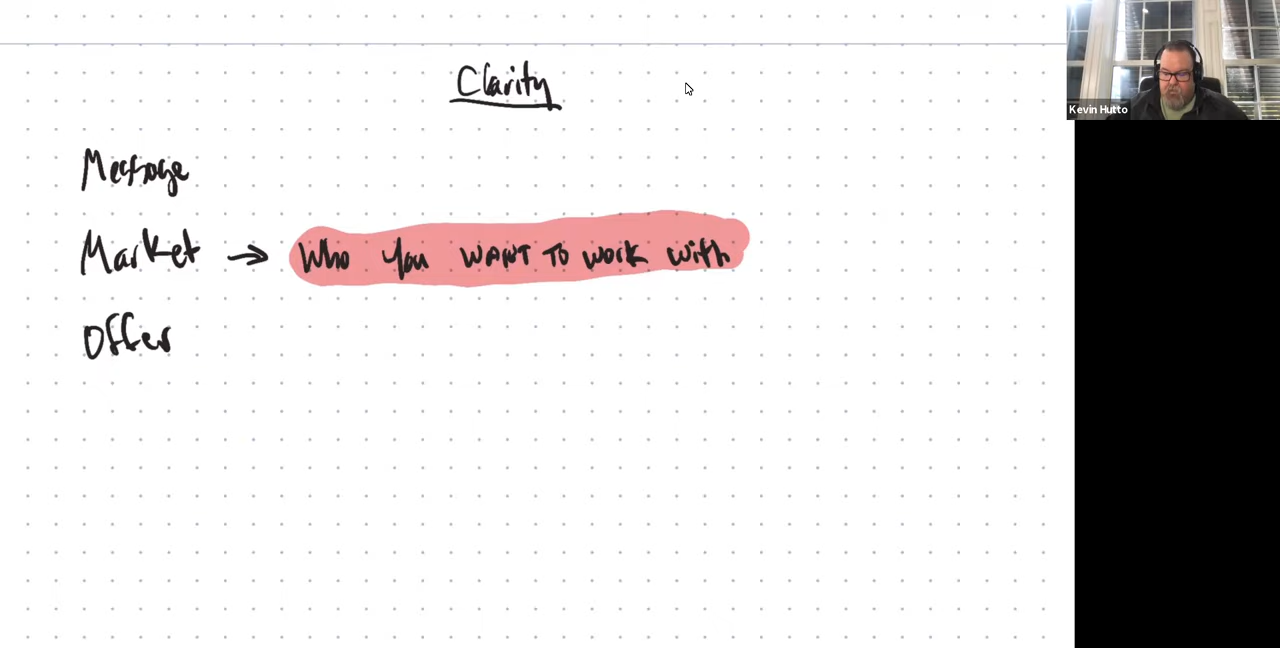 Clarity
Kevin Hutto
Message
Market → Who You WANT TO work with
Offer